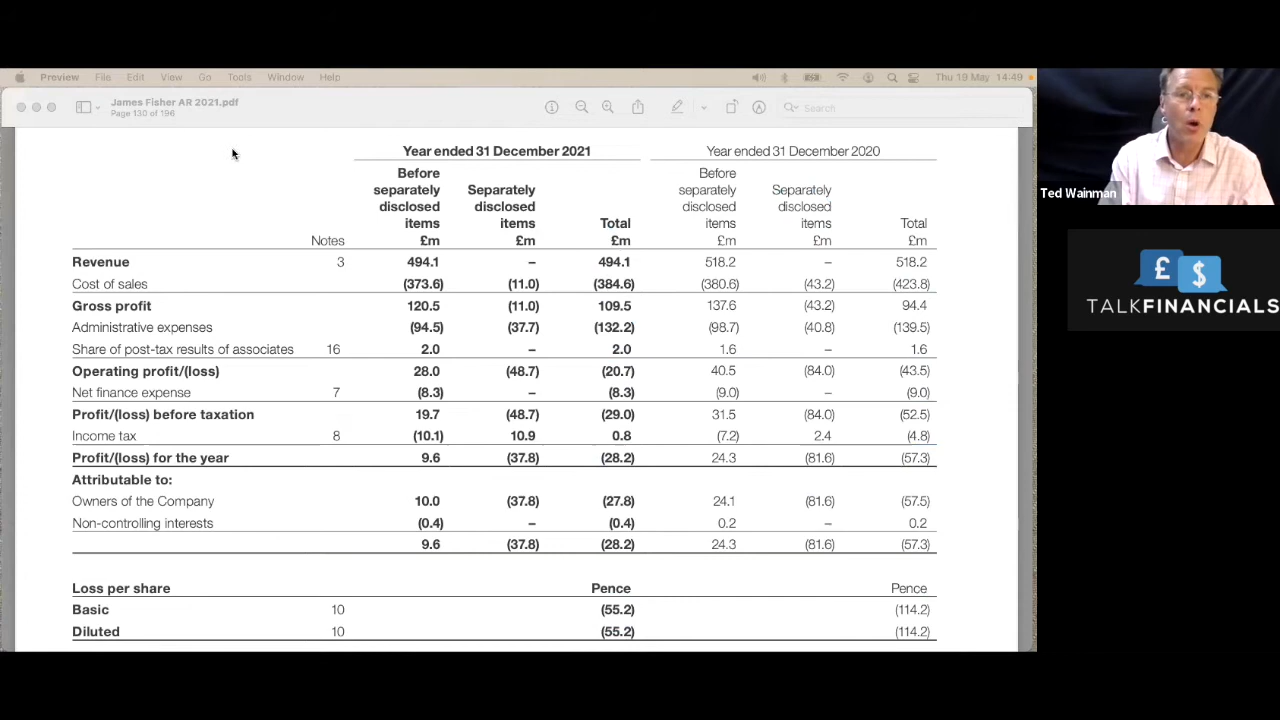 Preview File Edit View Go Tools Window Help Thu 19 May 14:49
James Fisher AR 2021.pdf
Page 130 of 196
Search
Year ended 31 December 2021 Year ended 31 December 2020
Before Before
separately Separately separately Separately
disclosed disclosed disclosed disclosed
items items Total items items Total
Notes £m £m £m £m £m £m
Revenue 3 494.1 – 494.1 518.2 – 518.2
Cost of sales (373.6) (11.0) (384.6) (380.6) (43.2) (423.8)
Gross profit 120.5 (11.0) 109.5 137.6 (43.2) 94.4
Administrative expenses (94.5) (37.7) (132.2) (98.7) (40.8) (139.5)
Share of post-tax results of associates 16 2.0 – 2.0 1.6 – 1.6
Operating profit/(loss) 28.0 (48.7) (20.7) 40.5 (84.0) (43.5)
Net finance expense 7 (8.3) – (8.3) (9.0) – (9.0)
Profit/(loss) before taxation 19.7 (48.7) (29.0) 31.5 (84.0) (52.5)
Income tax 8 (10.1) 10.9 0.8 (7.2) 2.4 (4.8)
Profit/(loss) for the year 9.6 (37.8) (28.2) 24.3 (81.6) (57.3)
Attributable to:
Owners of the Company 10.0 (37.8) (27.8) 24.1 (81.6) (57.5)
Non-controlling interests (0.4) – (0.4) 0.2 – 0.2
9.6 (37.8) (28.2) 24.3 (81.6) (57.3)
Loss per share Pence Pence
Basic 10 (55.2) (114.2)
Diluted 10 (55.2) (114.2)
Ted Wainman
£ $
TALKFINANCIALS